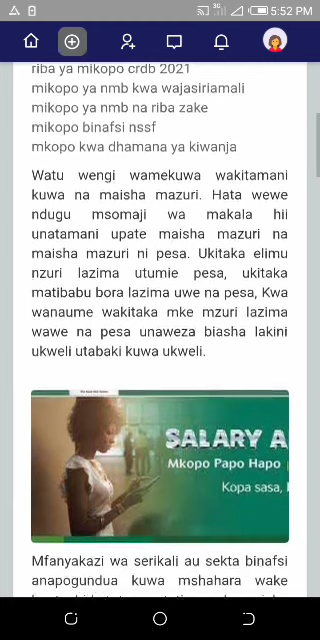 3G
5:52 PM
riba ya mikopo crdb 2021
mikopo ya nmb kwa wajasiriamali
mikopo ya nmb na riba zake
mikopo binafsi nssf
mkopo kwa dhamana ya kiwanja
Watu wengi wamekuwa wakitamani
kuwa na maisha mazuri. Hata wewe
ndugu msomaji wa makala hii
unatamani upate maisha mazuri na
maisha mazuri ni pesa. Ukitaka elimu
nzuri lazima utumie pesa, ukitaka
matibabu bora lazima uwe na pesa, Kwa
wanaume wakitaka mke mzuri lazima
wawe na pesa unaweza biasha lakini
ukweli utabaki kuwa ukweli.
SALARY A
Mkopo Papo Hapo
Kopa sasa,
Mfanyakazi wa serikali au sekta binafsi
anapogundua kuwa mshahara wake